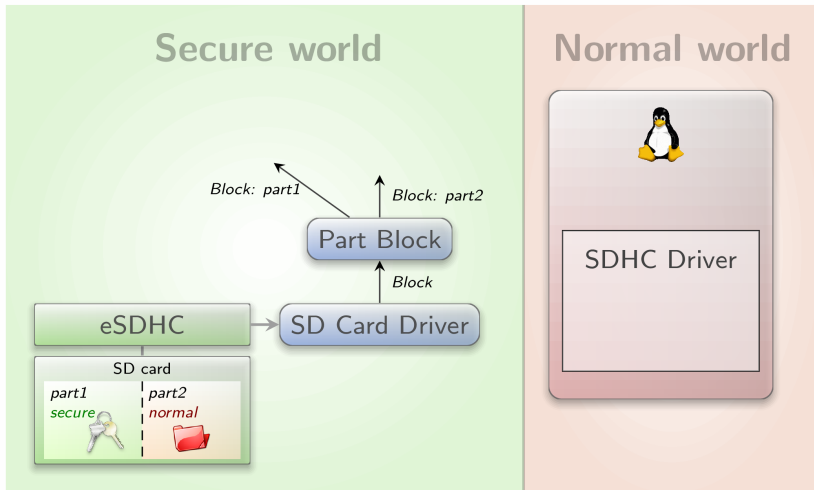 Secure world
Normal world
Block: part1
Block: part2
Part Block
SDHC Driver
Block
eSDHC
SD Card Driver
SD card
part1
part2
secure
normal